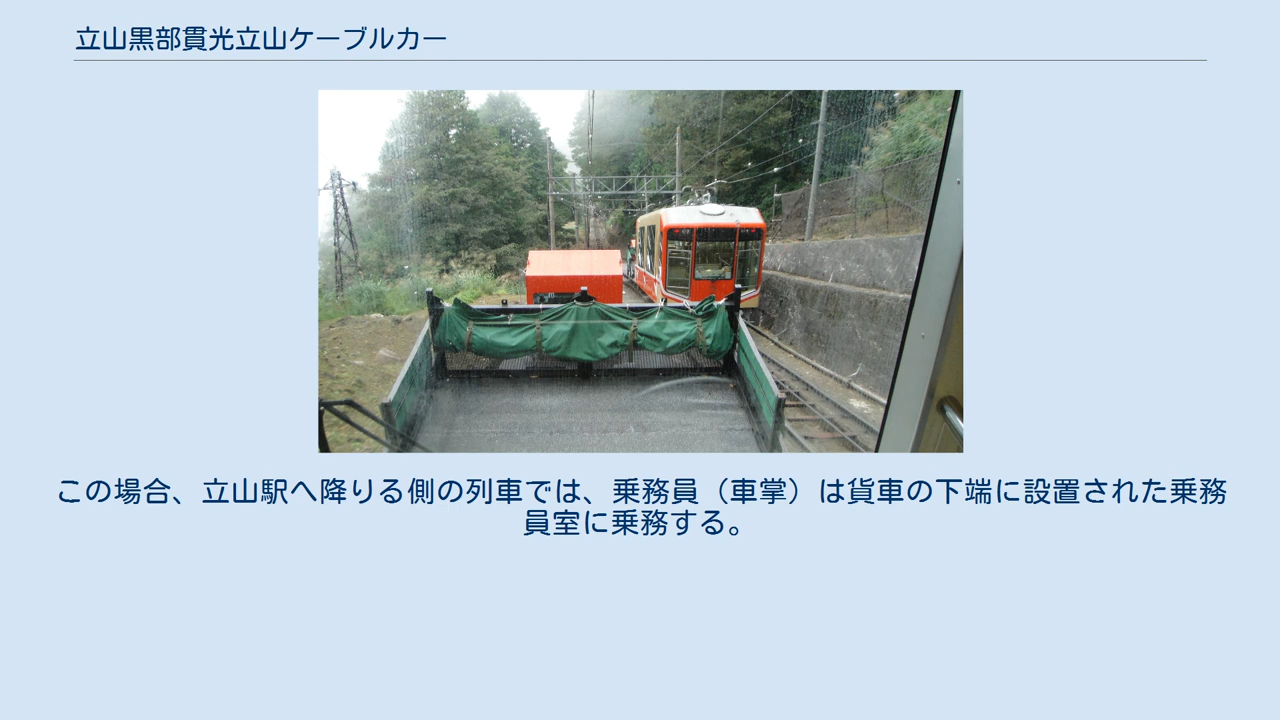 立山黒部貫光立山ケーブルカー
この場合、立山駅へ降りる側の列車では、乗務員（車掌）は貨車の下端に設置された乗務
員室に乗務する。